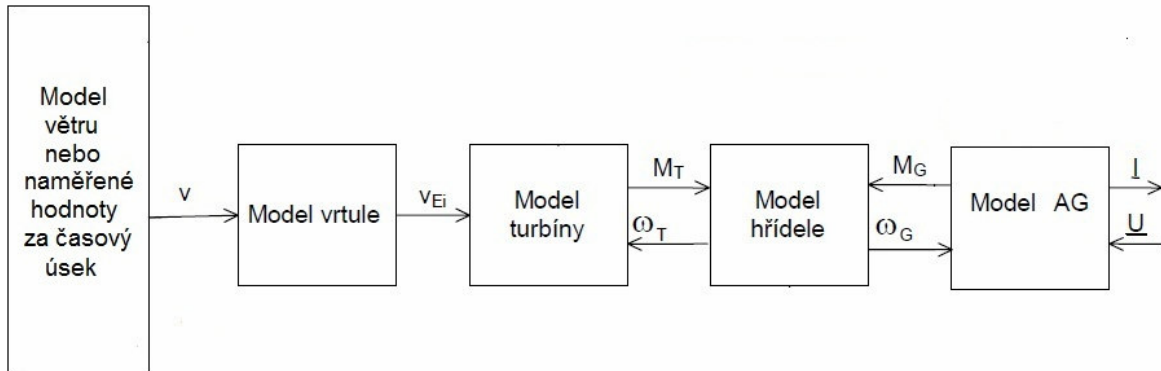 Model
větru
nebo
naměřené
hodnoty
za časový
úsek
v
Model vrtule
vEi
Model
turbíny
MT
ωT
Model
hřídele
MG
ωG
Model AG
I
U